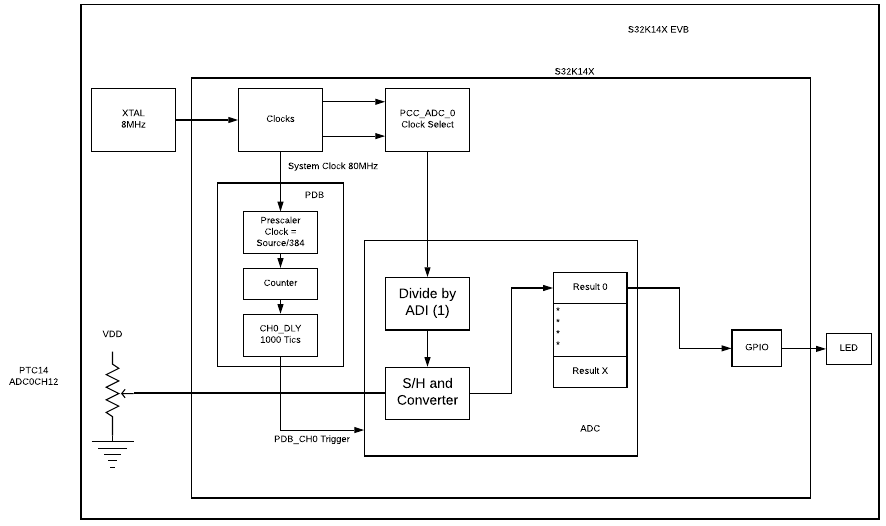 S32K14X EVB
S32K14X
XTAL
8MHz
Clocks
PCC_ADC_0
Clock Select
System Clock 80MHz
PDB
Prescaler
Clock =
Source/384
Counter
CH0_DLY
1000 Tics
Divide by
ADI (1)
Result 0
*
*
*
*
Result X
VDD
PTC14
ADC0CH12
S/H and
Converter
GPIO
LED
ADC
PDB_CH0 Trigger